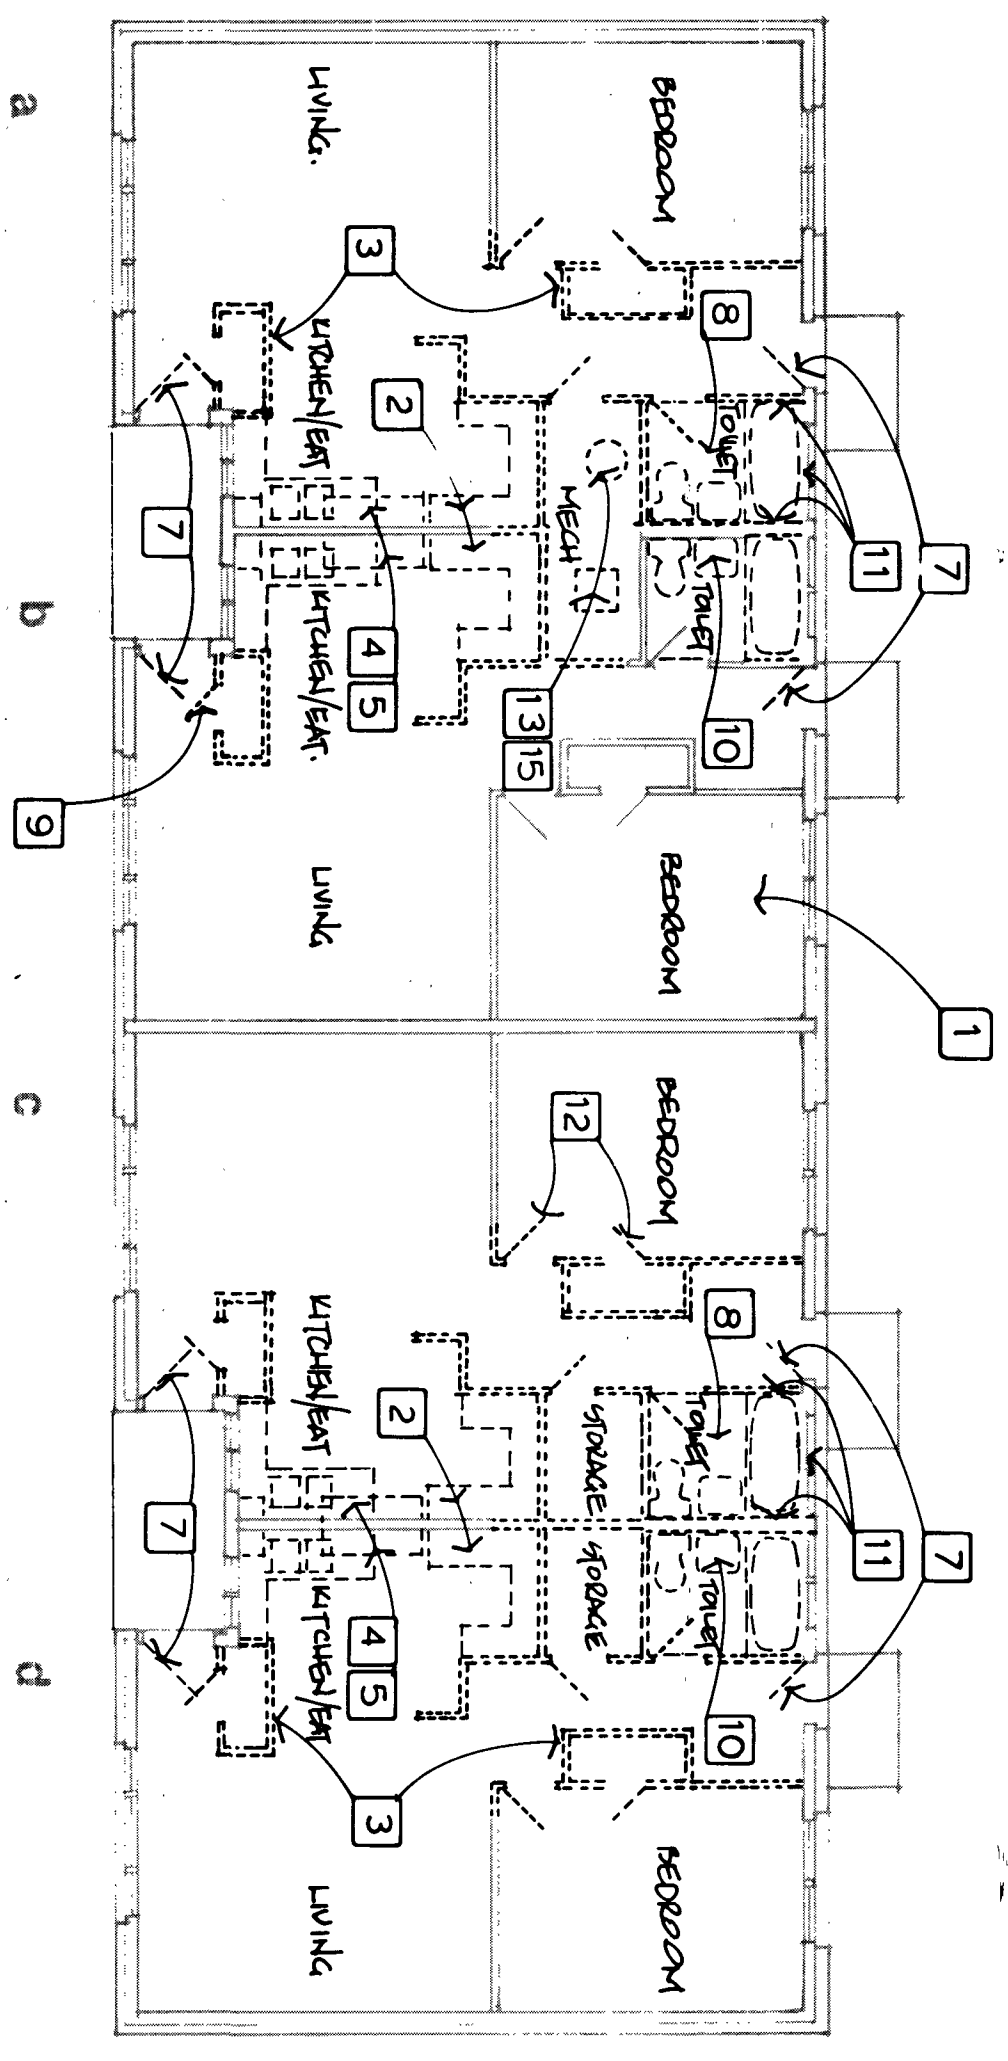 1
7
7
11
11
8
10
8
10
TOILET
TOILET
TOILET
TOILET
BEDROOM
BEDROOM
BEDROOM
BEDROOM
STORAGE
STORAGE
12
MECH
13 15
2
2
3
4 5
4 5
3
LIVING.
KITCHEN/EAT
KITCHEN/EAT.
LIVING
KITCHEN/EAT
KITCHEN/EAT
LIVING
7
7
9
a
b
c
d